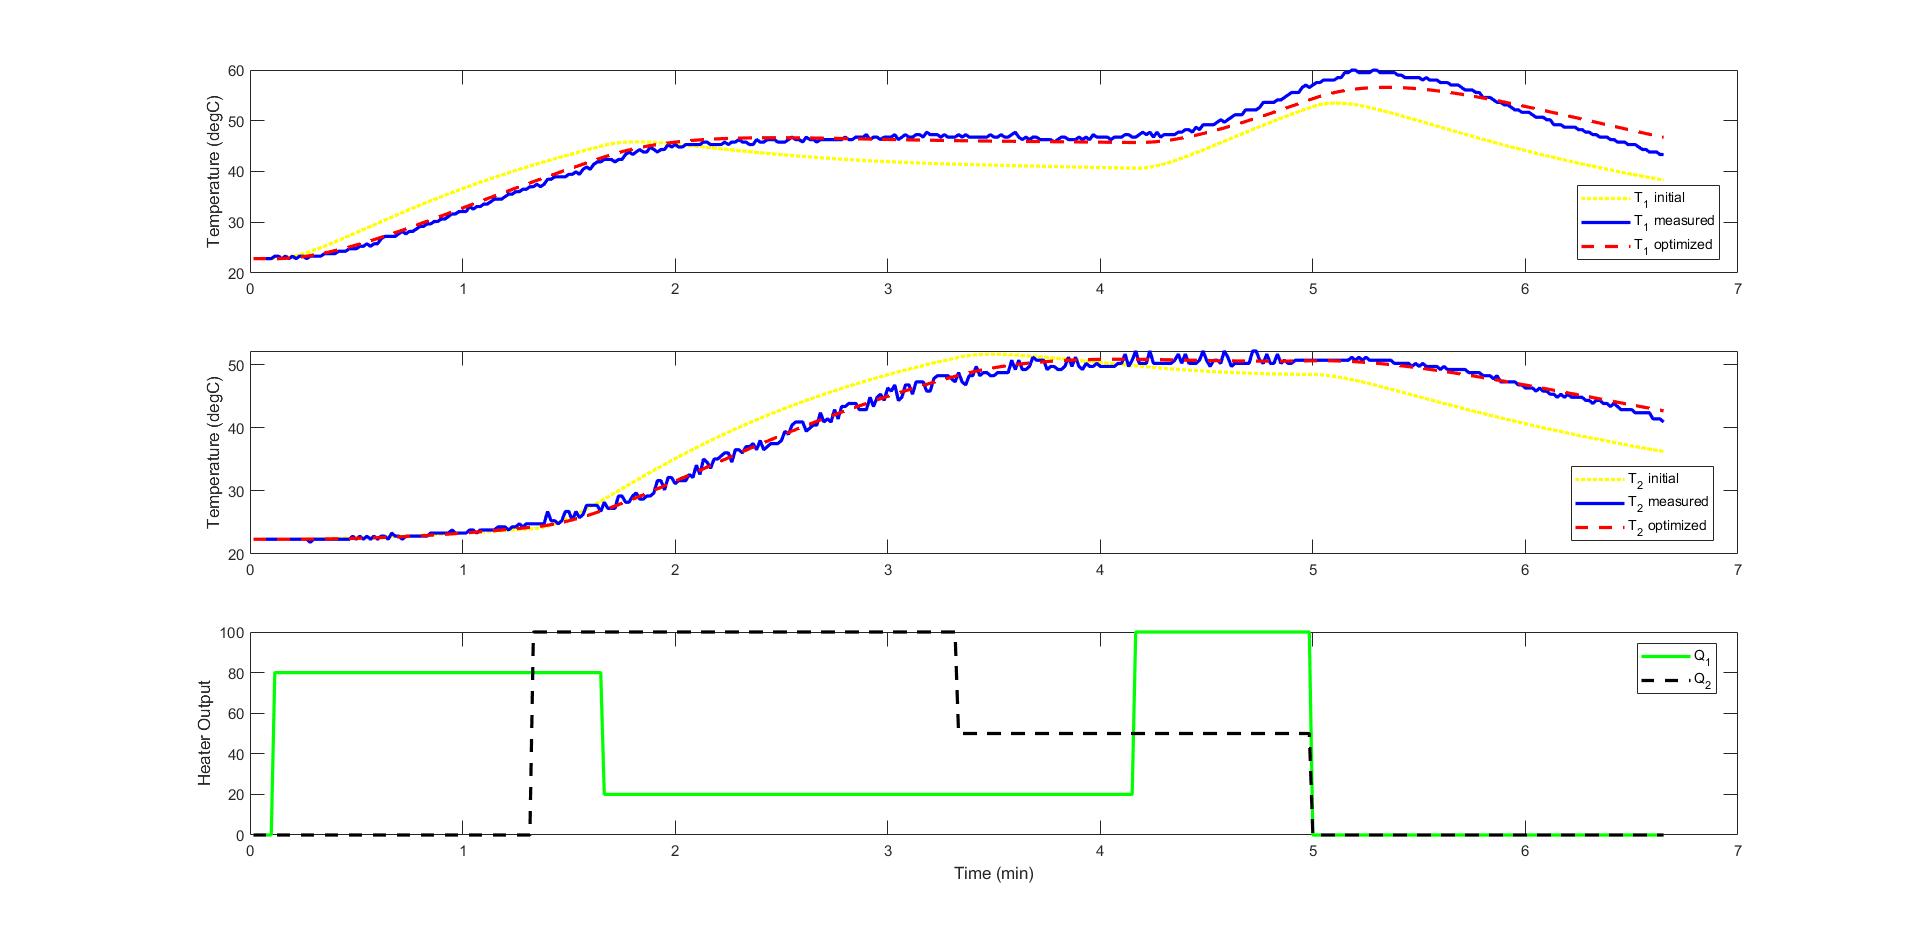 60
50
40
30
20
Temperature (degC)
T1 initial
T1 measured
T1 optimized
0 1 2 3 4 5 6 7
50
40
30
20
Temperature (degC)
T2 initial
T2 measured
T2 optimized
0 1 2 3 4 5 6 7
100
80
60
40
20
0
Heater Output
Q1
Q2
0 1 2 3 4 5 6 7
Time (min)